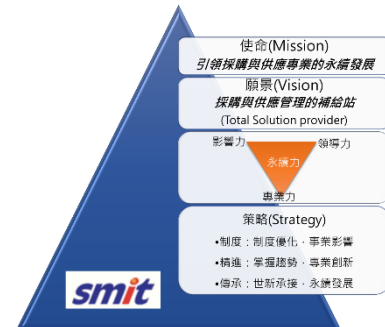 使命(Mission)
引領採購與供應專業的永續發展
願景(Vision)
採購與供應管理的補給站
(Total Solution provider)
影響力 領導力
永續力
專業力
策略(Strategy)
•制度：制度優化，事業影響
•精進：掌握趨勢，專業創新
•傳承：世新承接，永續發展
smit